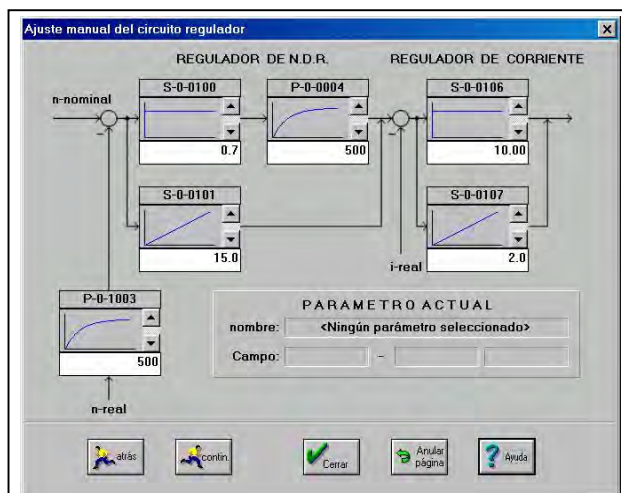 Ajuste manual del circuito regulador
REGULADOR DE N.D.R.
REGULADOR DE CORRIENTE
S-0-0100
P-0-0004
S-0-0106
n-nominal
0.7
500
10.00
S-0-0101
S-0-0107
15.0
2.0
i-real
P-0-1003
500
n-real
PARAMETRO ACTUAL
nombre: <Ningún parámetro seleccionado>
Campo: -
atrás
contin.
Cerrar
Anular
página
Ayuda